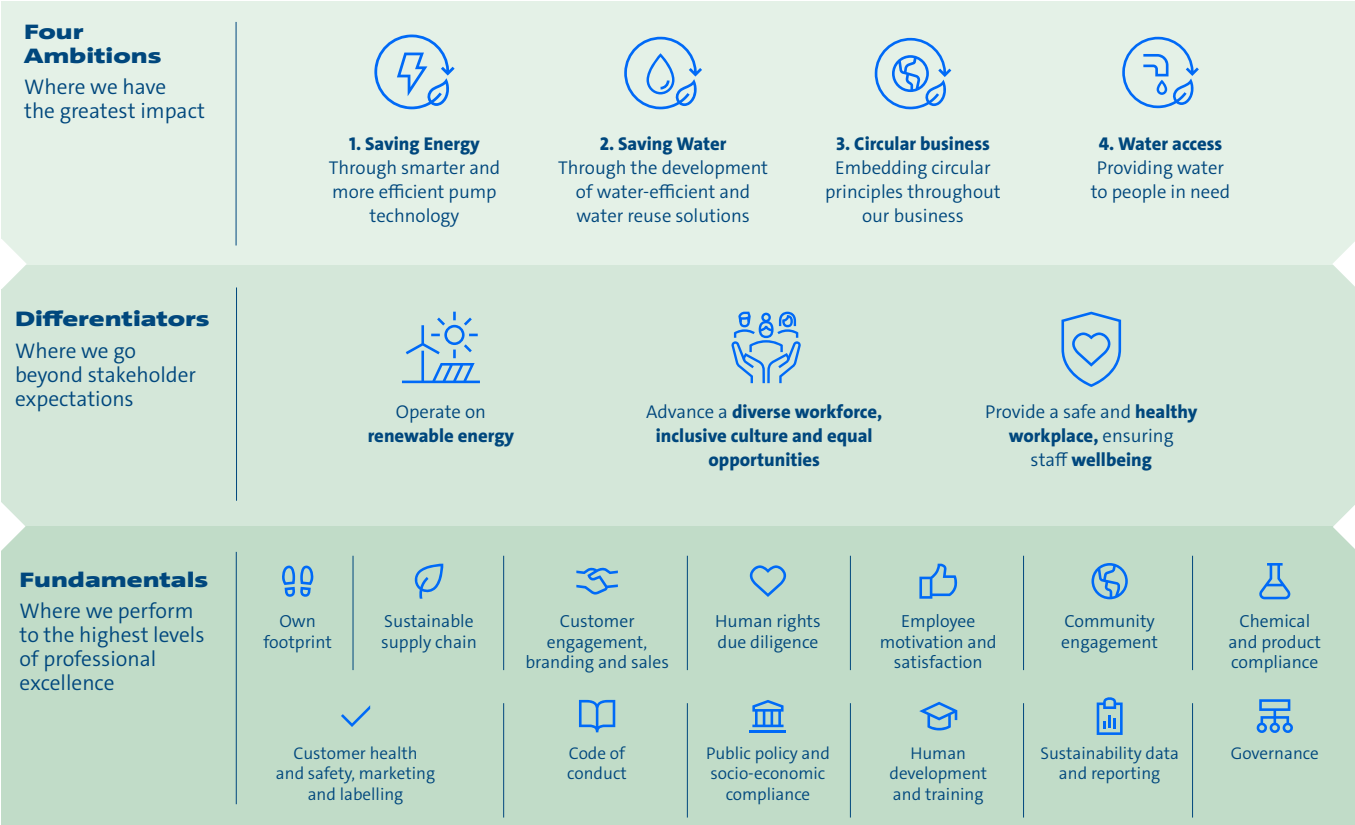 Four
Ambitions
Where we have
the greatest impact
1. Saving Energy
Through smarter and
more efficient pump
technology
2. Saving Water
Through the development
of water-efficient and
water reuse solutions
3. Circular business
Embedding circular
principles throughout
our business
4. Water access
Providing water
to people in need
Differentiators
Where we go
beyond stakeholder
expectations
Operate on
renewable energy
Advance a diverse workforce,
inclusive culture and equal
opportunities
Provide a safe and healthy
workplace, ensuring
staff wellbeing
Fundamentals
Where we perform
to the highest levels
of professional
excellence
Own
footprint
Sustainable
supply chain
Customer
engagement,
branding and sales
Human rights
due diligence
Employee
motivation and
satisfaction
Community
engagement
Chemical
and product
compliance
Customer health
and safety, marketing
and labelling
Code of
conduct
Public policy and
socio-economic
compliance
Human
development
and training
Sustainability data
and reporting
Governance